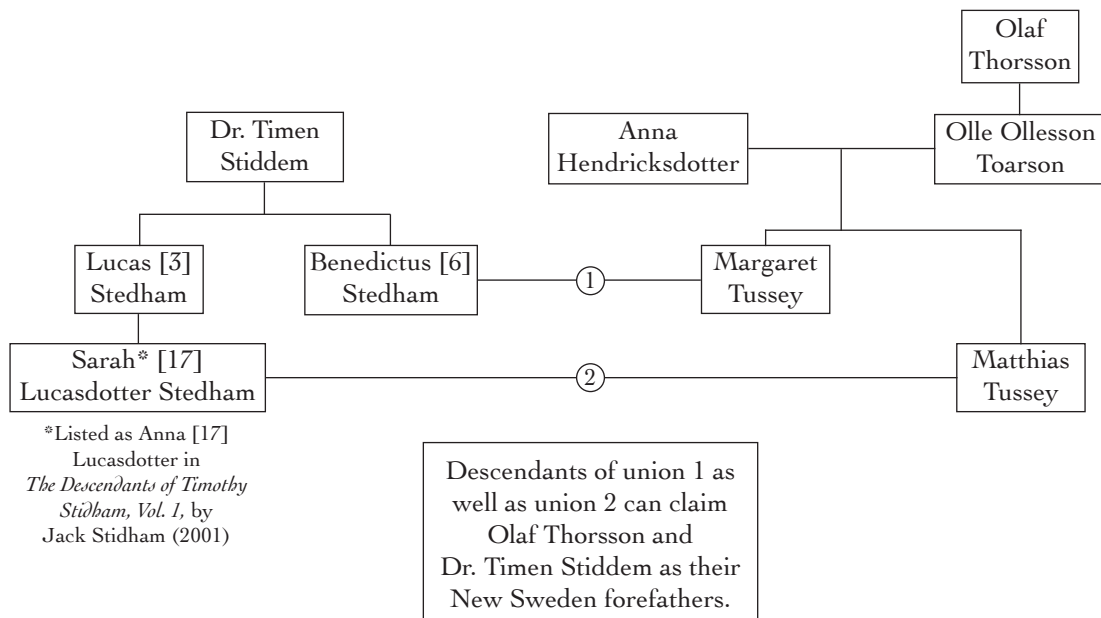 Olaf
Thorsson
Dr. Timen
Stiddem
Anna
Hendricksdotter
Olle Ollesson
Toarson
Lucas [3]
Stedham
Benedictus [6]
Stedham
1
Margaret
Tussey
Sarah* [17]
Lucasdotter Stedham
2
Matthias
Tussey
*Listed as Anna [17]
Lucasdotter in
The Descendants of Timothy
Stidham, Vol. 1, by
Jack Stidham (2001)
Descendants of union 1 as
well as union 2 can claim
Olaf Thorsson and
Dr. Timen Stiddem as their
New Sweden forefathers.